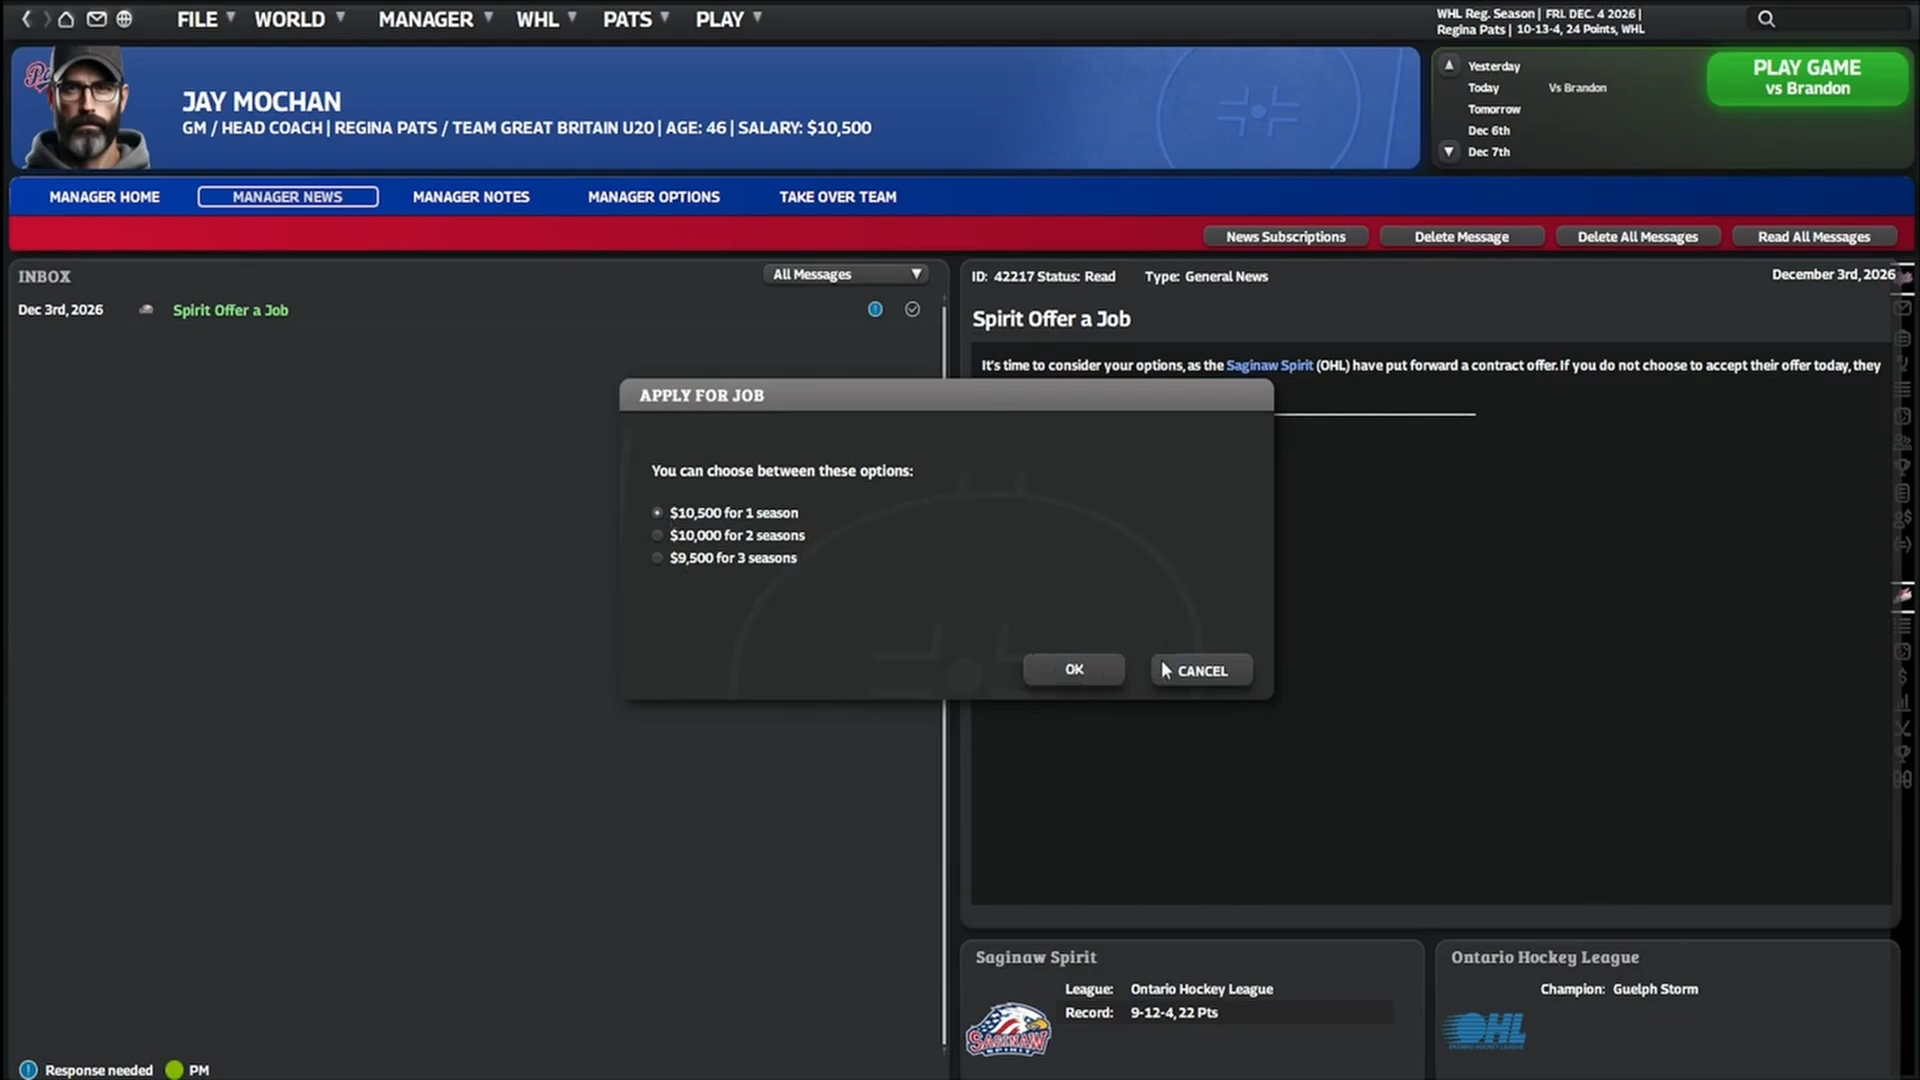 FILE WORLD MANAGER WHL PATS PLAY
WHL Reg. Season | FRI. DEC. 4 2026 |
Regina Pats | 10-13-4, 24 Points, WHL
JAY MOCHAN
GM / HEAD COACH | REGINA PATS / TEAM GREAT BRITAIN U20 | AGE: 46 | SALARY: $10,500
Yesterday
Today Vs Brandon
Tomorrow
Dec 6th
Dec 7th
PLAY GAME
vs Brandon
MANAGER HOME MANAGER NEWS MANAGER NOTES MANAGER OPTIONS TAKE OVER TEAM
News Subscriptions Delete Message Delete All Messages Read All Messages
INBOX All Messages
Dec 3rd, 2026 Spirit Offer a Job
ID: 42217 Status: Read Type: General News December 3rd, 2026
Spirit Offer a Job
It's time to consider your options, as the Saginaw Spirit (OHL) have put forward a contract offer. If you do not choose to accept their offer today, they
APPLY FOR JOB
You can choose between these options:
$10,500 for 1 season
$10,000 for 2 seasons
$9,500 for 3 seasons
OK CANCEL
Saginaw Spirit
League: Ontario Hockey League
Record: 9-12-4, 22 Pts
SAGINAW
SPIRIT
Ontario Hockey League
Champion: Guelph Storm
OHL
Response needed PM